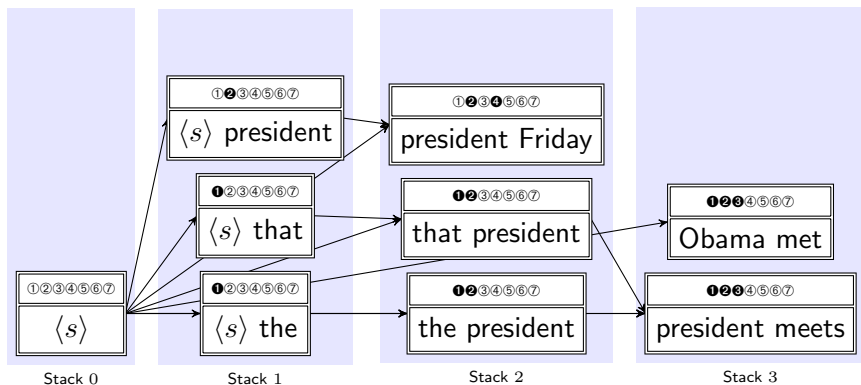 ①②③④⑤⑥⑦
⟨s⟩
Stack 0
①❷③④⑤⑥⑦
⟨s⟩ president
❶②③④⑤⑥⑦
⟨s⟩ that
❶②③④⑤⑥⑦
⟨s⟩ the
Stack 1
①❷③❹⑤⑥⑦
president Friday
❶❷③④⑤⑥⑦
that president
❶❷③④⑤⑥⑦
the president
Stack 2
❶❷❸④⑤⑥⑦
Obama met
❶❷❸④⑤⑥⑦
president meets
Stack 3